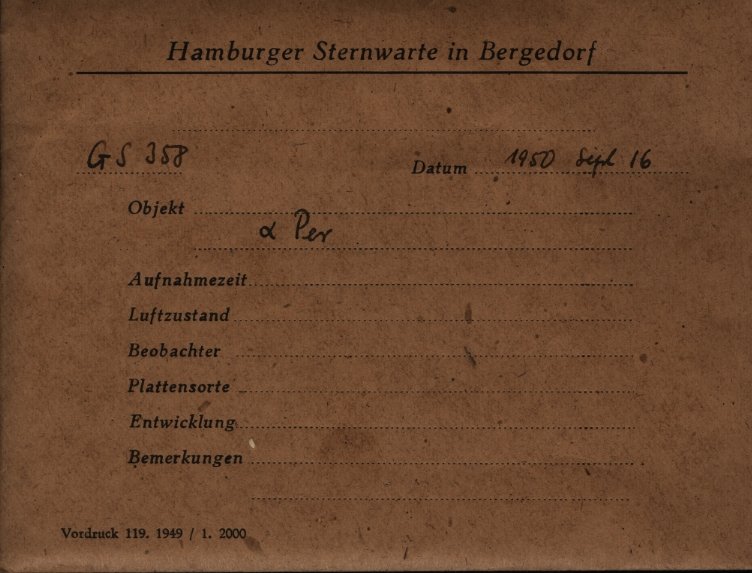 Hamburger Sternwarte in Bergedorf
GS 358 Datum 1950 Sept 16
Objekt
α Per
Aufnahmezeit
Luftzustand
Beobachter
Plattensorte
Entwicklung
Bemerkungen
Vordruck 119. 1949 / 1. 2000